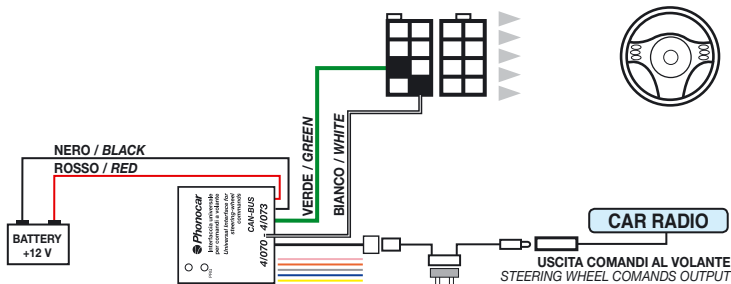 NERO / BLACK
ROSSO / RED
BATTERY
+12 V
Phonocar
Interfaccia universale
per comandi a volante
Universal Interface for
steering-wheel
commands
CAN-BUS
4/070 - 4/073
PRG
VERDE / GREEN
BIANCO / WHITE
CAR RADIO
USCITA COMANDI AL VOLANTE
STEERING WHEEL COMANDS OUTPUT